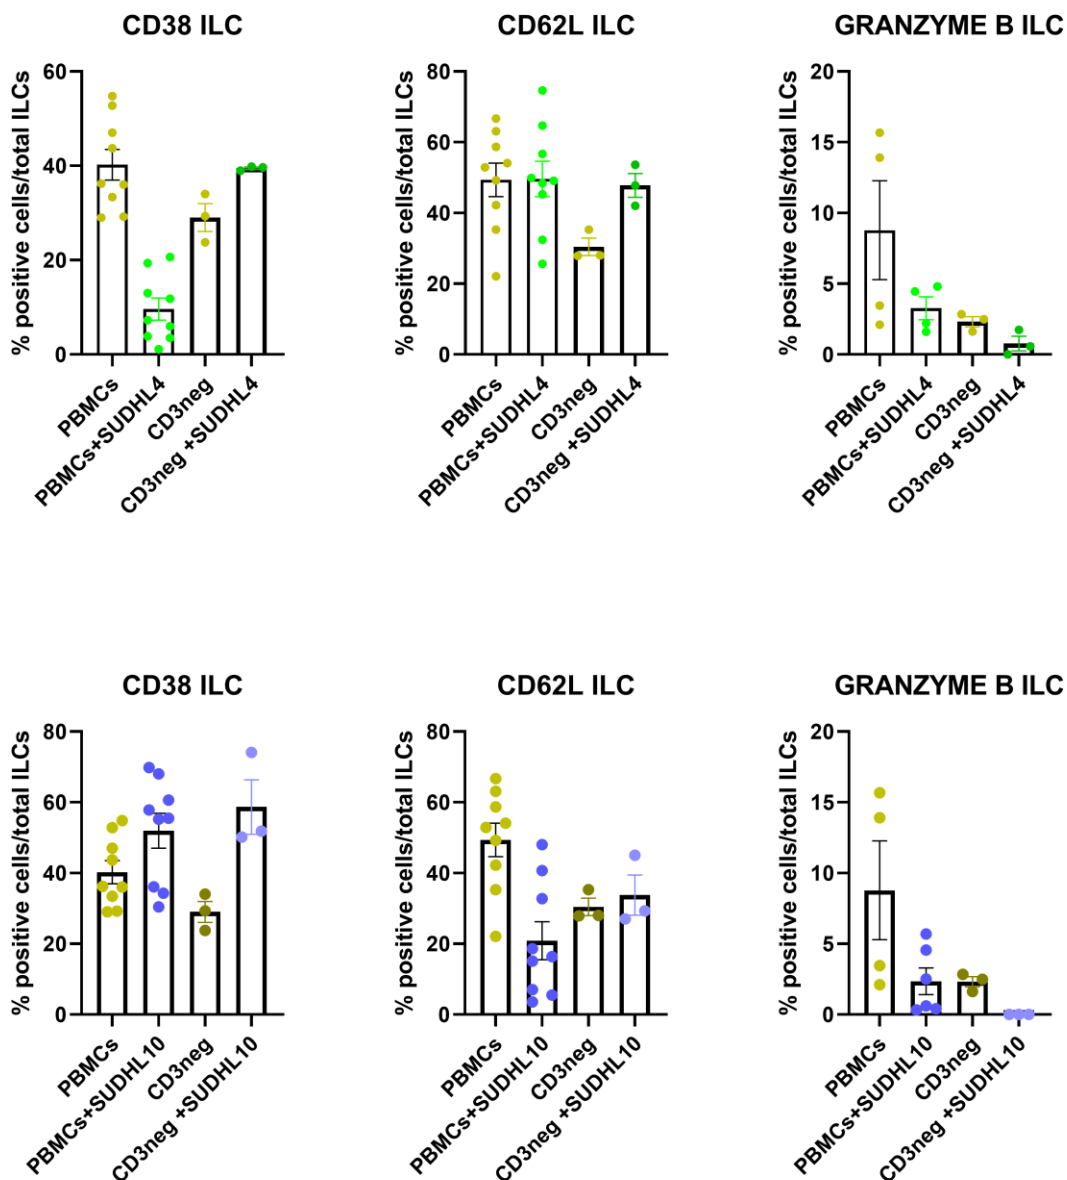 CD38 ILC
% positive cells/total ILCs
60
40
20
0
PBMCs
PBMCs+SUDHL4
CD3neg
CD3neg +SUDHL4
CD62L ILC
% positive cells/total ILCs
80
60
40
20
0
PBMCs
PBMCs+SUDHL4
CD3neg
CD3neg +SUDHL4
GRANZYME B ILC
% positive cells/total ILCs
20
15
10
5
0
PBMCs
PBMCs+SUDHL4
CD3neg
CD3neg +SUDHL4
CD38 ILC
% positive cells/total ILCs
80
60
40
20
0
PBMCs
PBMCs+SUDHL10
CD3neg
CD3neg +SUDHL10
CD62L ILC
% positive cells/total ILCs
80
60
40
20
0
PBMCs
PBMCs+SUDHL10
CD3neg
CD3neg +SUDHL10
GRANZYME B ILC
% positive cells/total ILCs
20
15
10
5
0
PBMCs
PBMCs+SUDHL10
CD3neg
CD3neg +SUDHL10